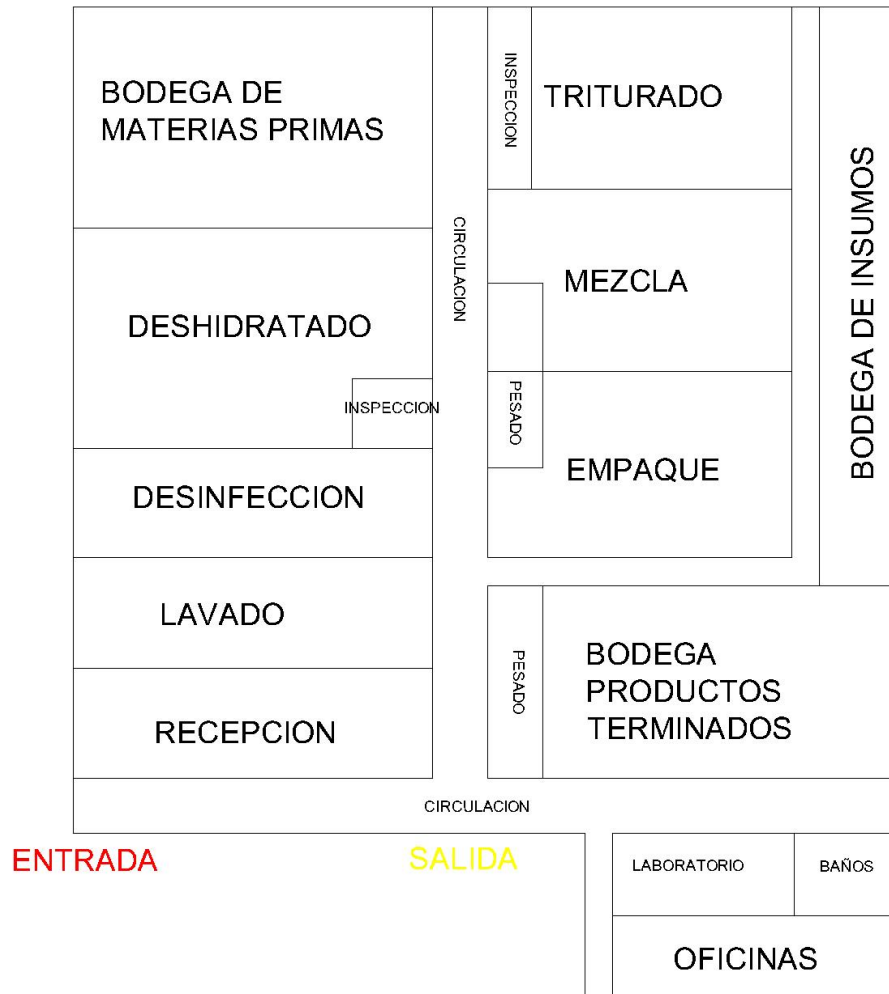 BODEGA DE
MATERIAS PRIMAS
DESHIDRATADO
INSPECCION
DESINFECCION
LAVADO
RECEPCION
CIRCULACION
INSPECCION
TRITURADO
MEZCLA
PESADO
EMPAQUE
BODEGA DE INSUMOS
PESADO
BODEGA
PRODUCTOS
TERMINADOS
CIRCULACION
ENTRADA
SALIDA
LABORATORIO
BAÑOS
OFICINAS